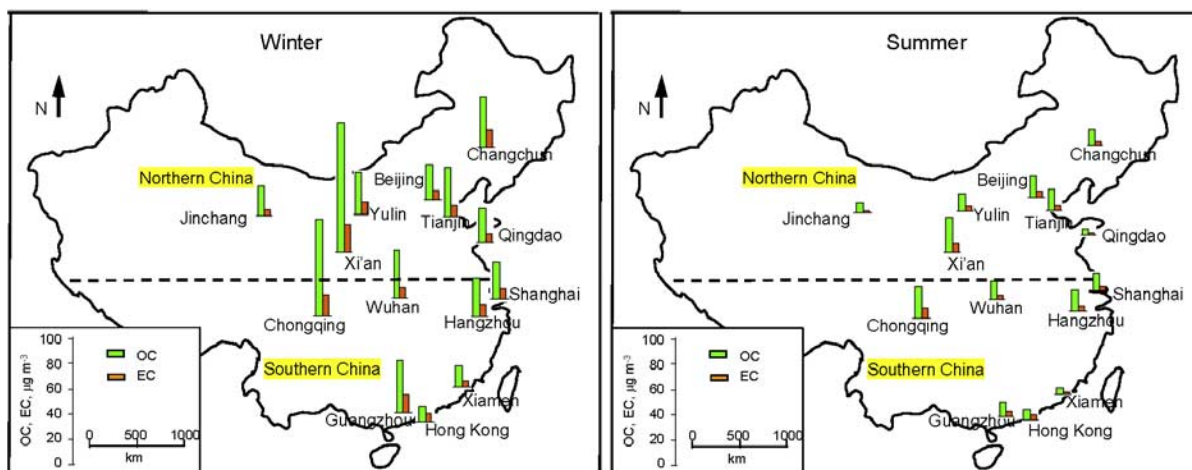 Winter
N
Northern China
Jinchang
Changchun
Beijing
Yulin
Tianjin
Qingdao
Xi'an
Chongqing
Wuhan
Shanghai
Hangzhou
Southern China
Guangzhou
Xiamen
Hong Kong
OC, EC, µg m-3
100
80
60
40
20
0
OC
EC
0 500 1000
km
Summer
N
Northern China
Jinchang
Changchun
Beijing
Yulin
Tianjin
Qingdao
Xi'an
Chongqing
Wuhan
Shanghai
Hangzhou
Southern China
Guangzhou
Xiamen
Hong Kong
OC, EC, µg m-3
100
80
60
40
20
0
OC
EC
0 500 1000
km